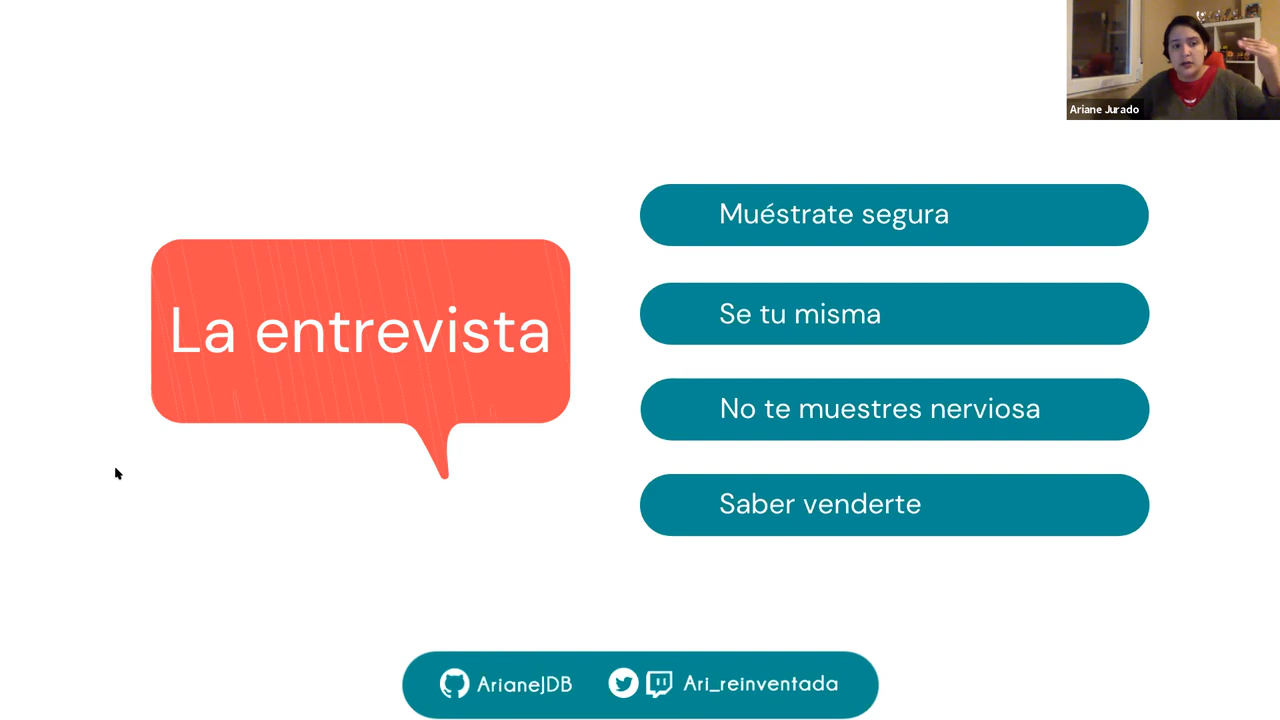 Ariane Jurado
La entrevista
Muéstrate segura
Se tu misma
No te muestres nerviosa
Saber venderte
ArianeJDB
Ari_reinventada